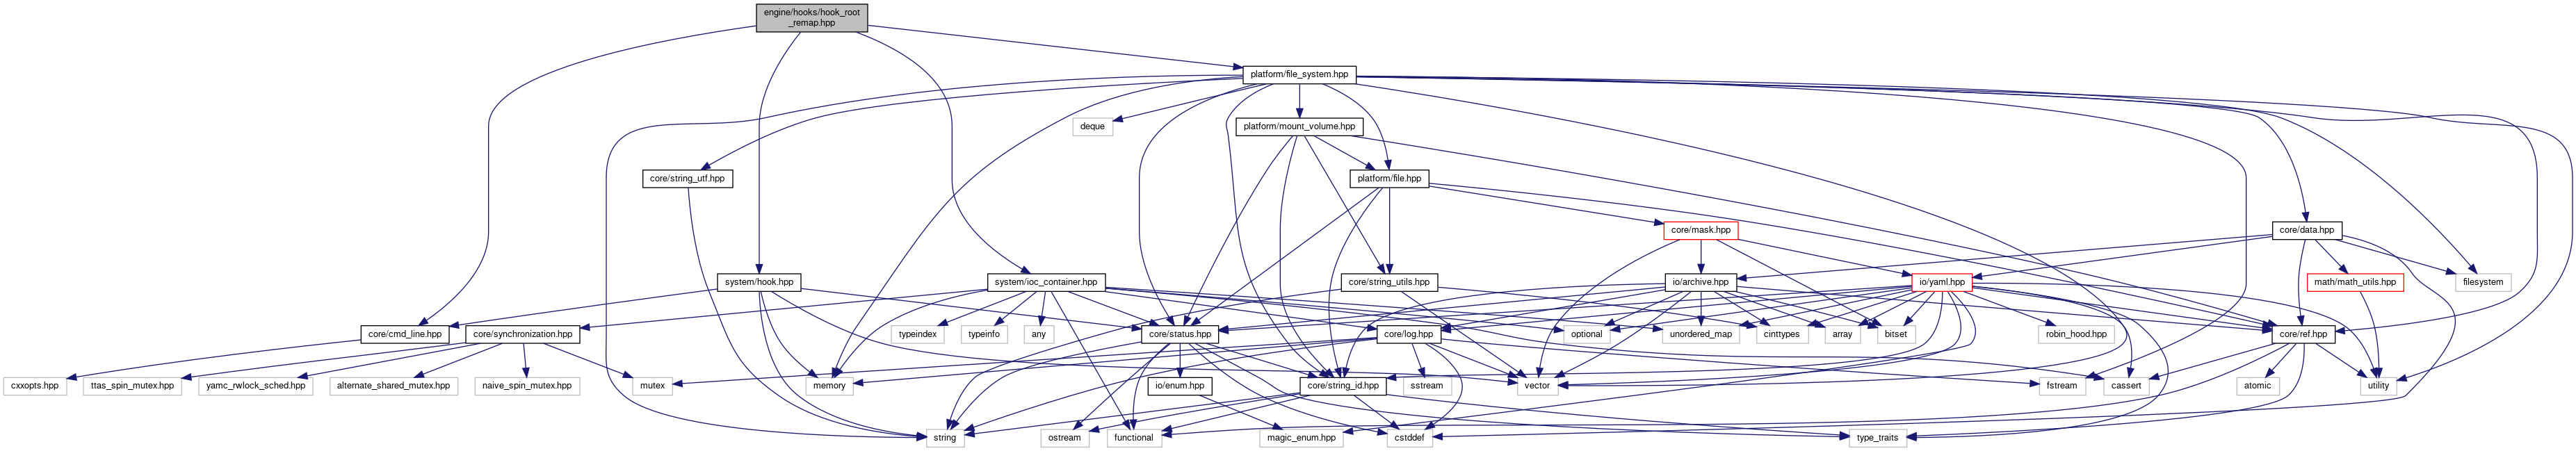 engine/hooks/hook_root
_remap.hpp
platform/file_system.hpp
deque
platform/mount_volume.hpp
core/string_utf.hpp
platform/file.hpp
core/mask.hpp
core/data.hpp
system/hook.hpp
system/ioc_container.hpp
core/string_utils.hpp
io/archive.hpp
io/yaml.hpp
math/math_utils.hpp
filesystem
core/cmd_line.hpp
core/synchronization.hpp
typeindex
typeinfo
any
core/status.hpp
core/log.hpp
optional
unordered_map
cinttypes
array
bitset
robin_hood.hpp
core/ref.hpp
cxxopts.hpp
ttas_spin_mutex.hpp
yamc_rwlock_sched.hpp
alternate_shared_mutex.hpp
naive_spin_mutex.hpp
mutex
memory
io/enum.hpp
core/string_id.hpp
sstream
vector
fstream
cassert
atomic
utility
string
ostream
functional
magic_enum.hpp
cstddef
type_traits